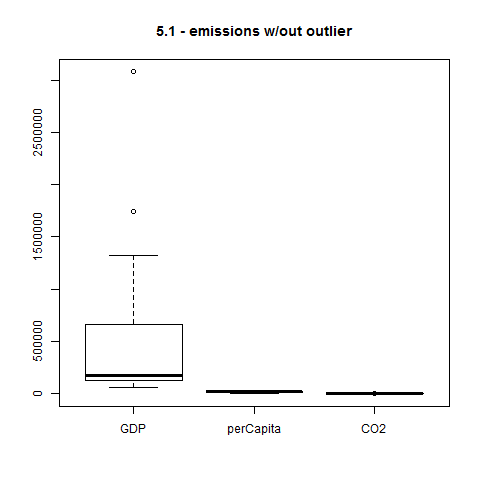 5.1 - emissions w/out outlier
2500000
1500000
500000
0
GDP perCapita CO2